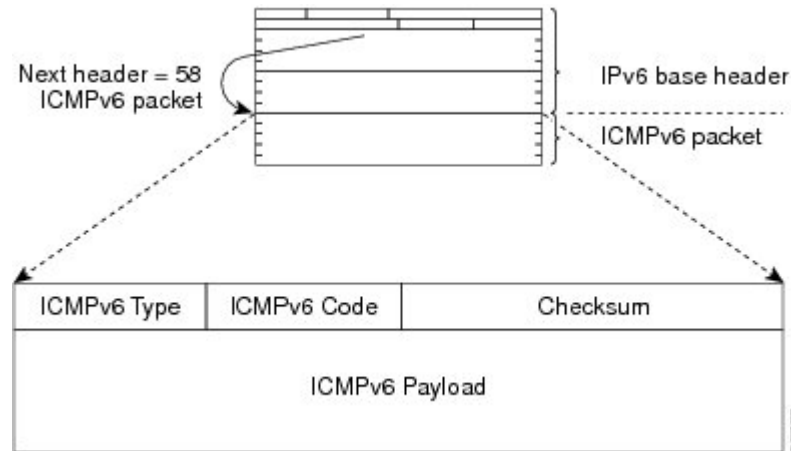 Next header = 58
ICMPv6 packet
IPv6 base header
ICMPv6 packet
ICMPv6 Type
ICMPv6 Code
Checksum
ICMPv6 Payload